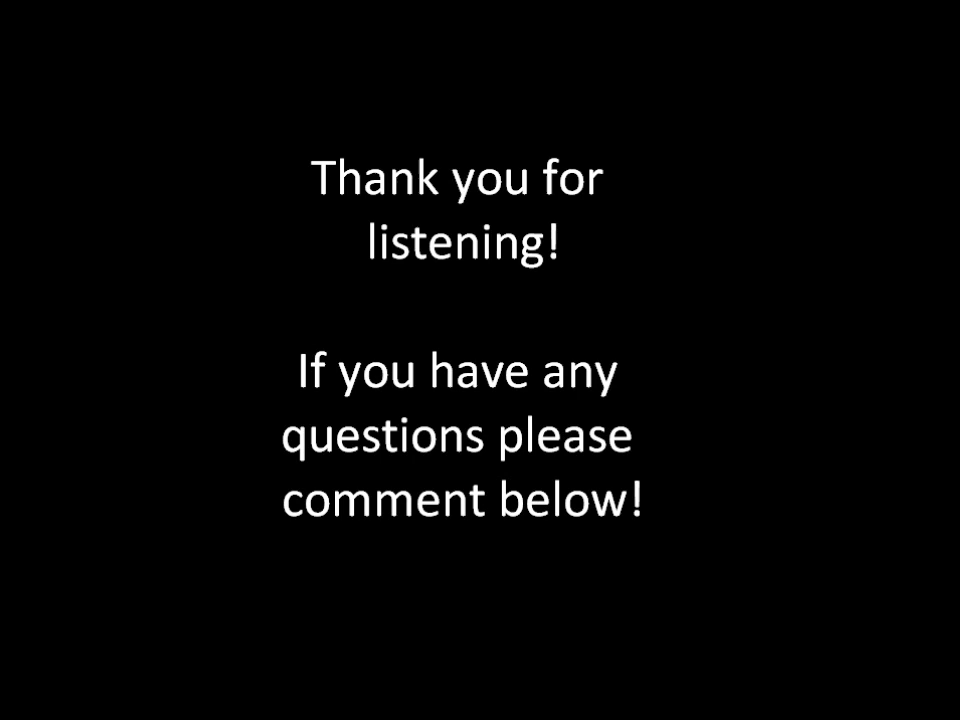 Thank you for
listening!
If you have any
questions please
comment below!